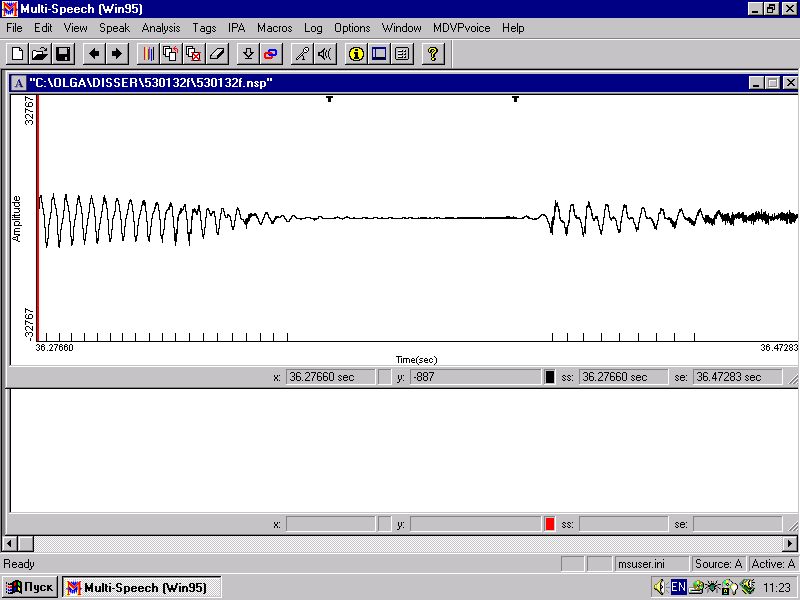 Multi-Speech (Win95)
File Edit View Speak Analysis Tags IPA Macros Log Options Window MDVPvoice Help
A "C:\OLGA\DISSER\530132f\530132f.nsp"
32767
Amplitude
-32767
36.27660 36.47283
Time(sec)
x: 36.27660 sec y: -887 ss: 36.27660 sec se: 36.47283 sec
x: y: ss: se:
Ready msuser.ini Source: A Active: A
Пуск Multi-Speech (Win95) EN 11:23